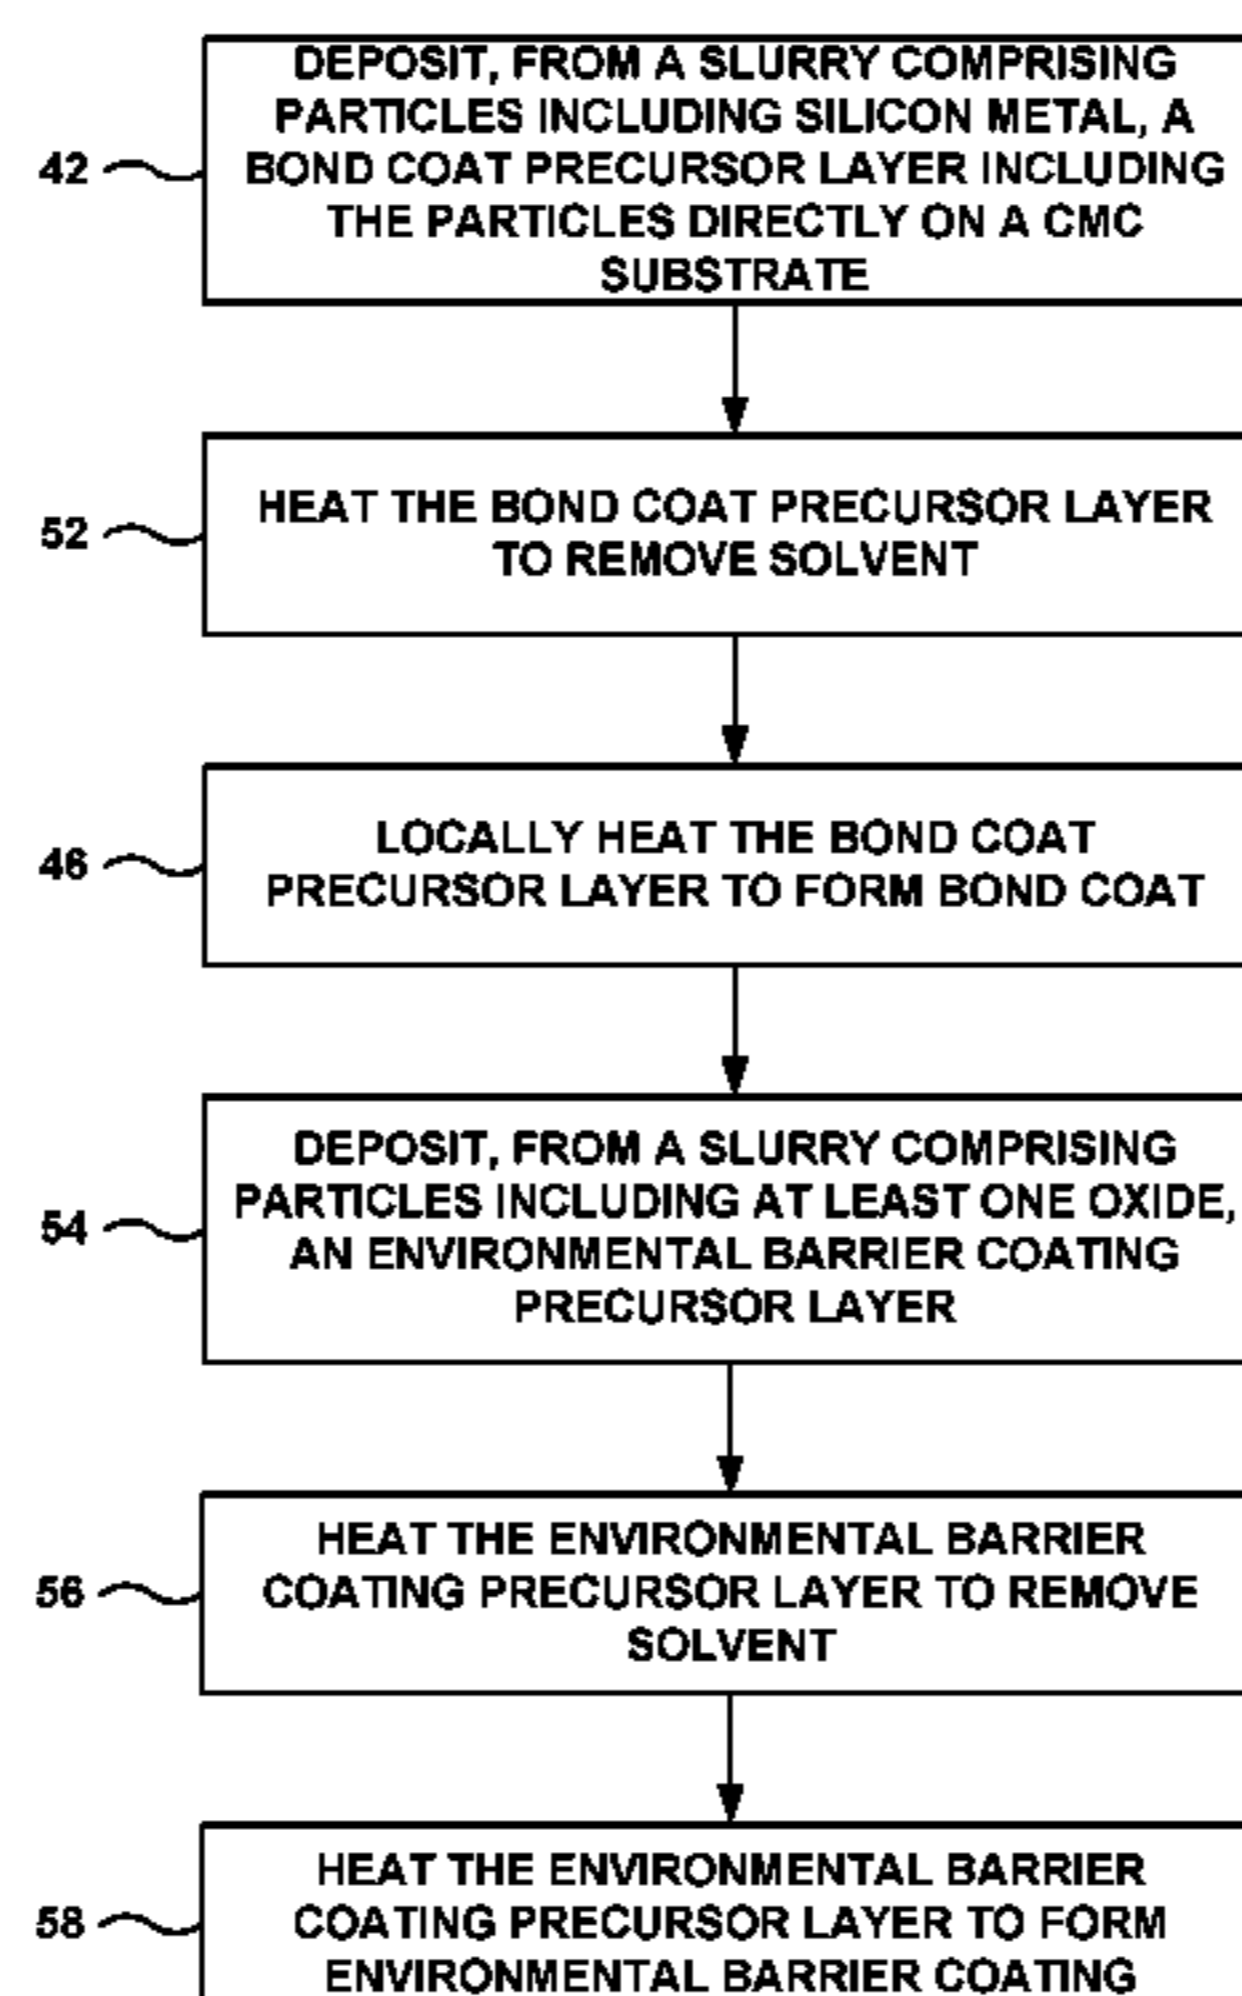 DEPOSIT, FROM A SLURRY COMPRISING
PARTICLES INCLUDING SILICON METAL, A
BOND COAT PRECURSOR LAYER INCLUDING
THE PARTICLES DIRECTLY ON A CMC
SUBSTRATE
42
HEAT THE BOND COAT PRECURSOR LAYER
TO REMOVE SOLVENT
52
LOCALLY HEAT THE BOND COAT
PRECURSOR LAYER TO FORM BOND COAT
46
DEPOSIT, FROM A SLURRY COMPRISING
PARTICLES INCLUDING AT LEAST ONE OXIDE,
AN ENVIRONMENTAL BARRIER COATING
PRECURSOR LAYER
54
HEAT THE ENVIRONMENTAL BARRIER
COATING PRECURSOR LAYER TO REMOVE
SOLVENT
56
HEAT THE ENVIRONMENTAL BARRIER
COATING PRECURSOR LAYER TO FORM
ENVIRONMENTAL BARRIER COATING
58